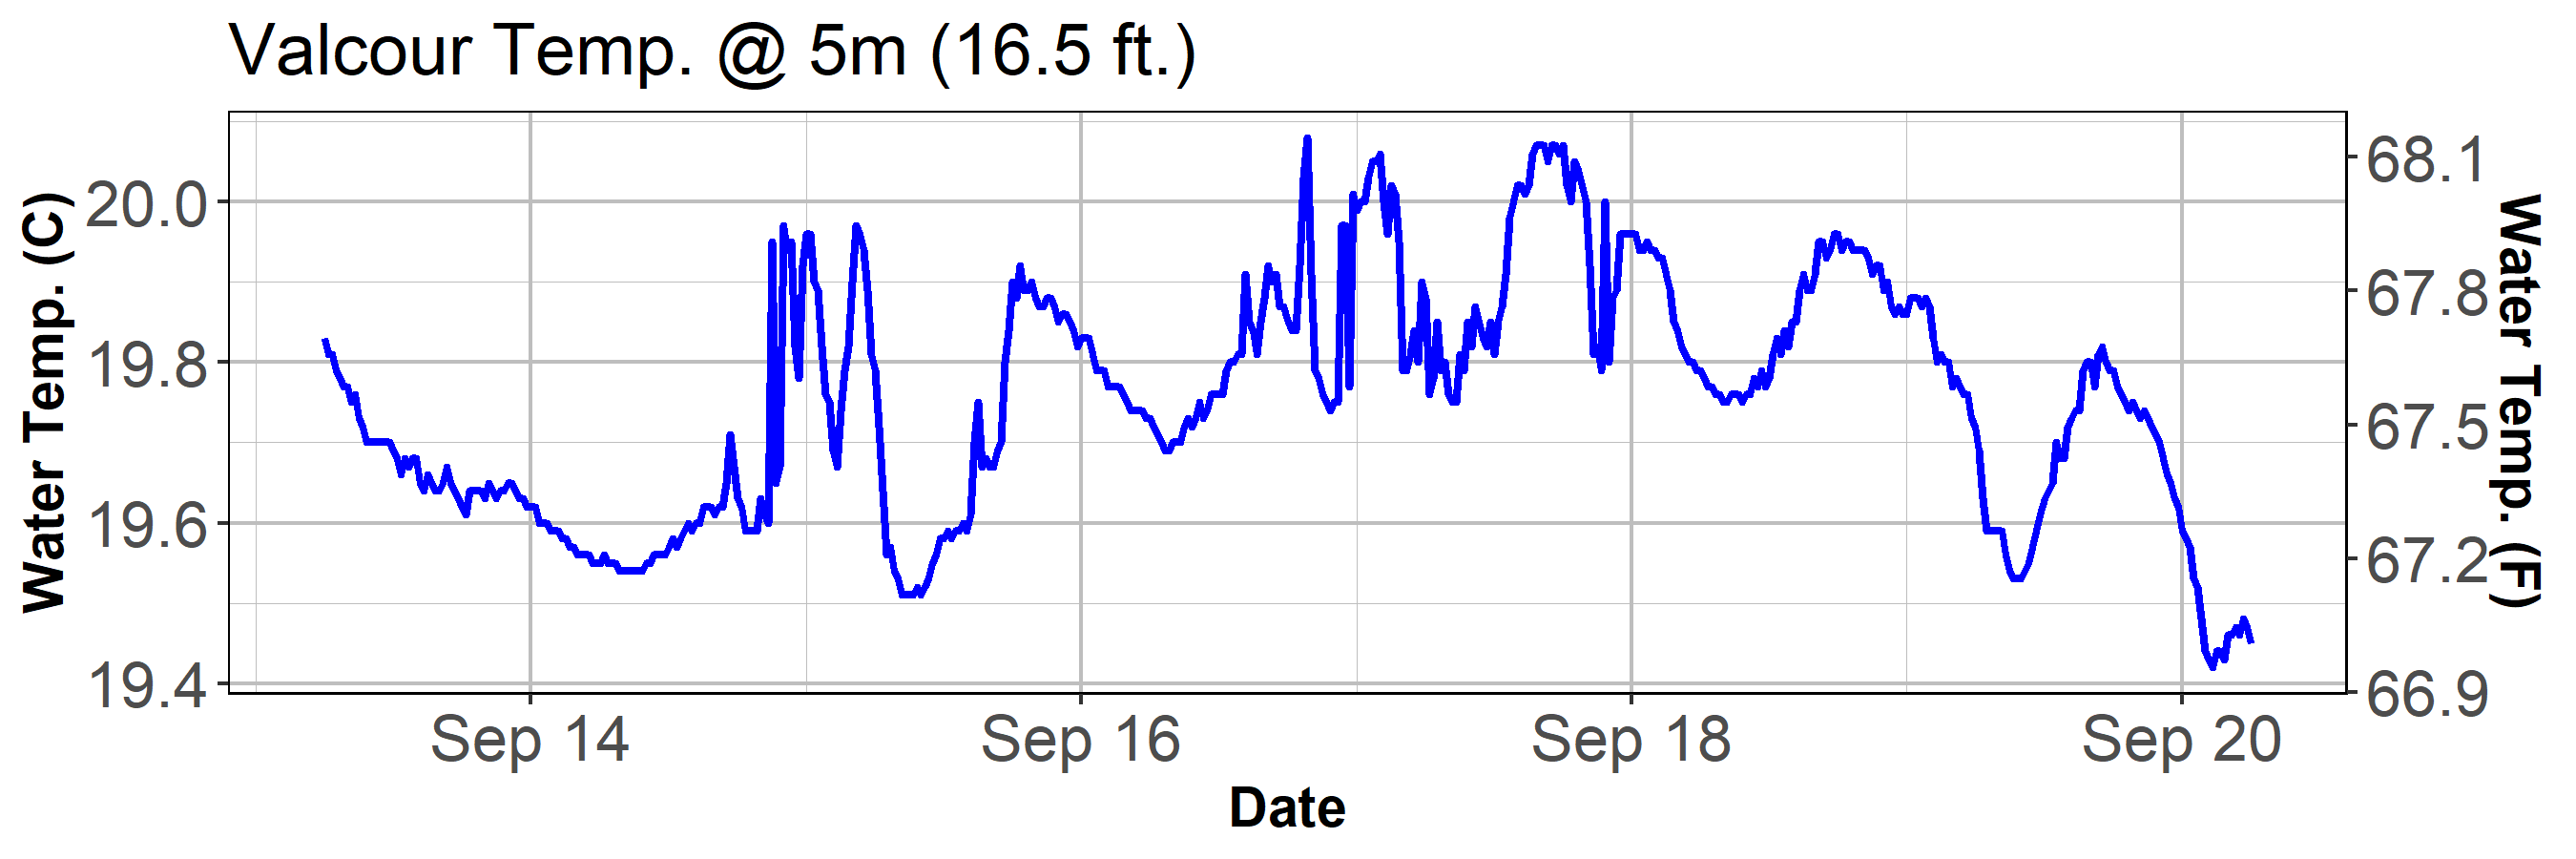 Valcour Temp. @ 5m (16.5 ft.)
Water Temp. (C)
20.0
19.8
19.6
19.4
68.1
67.8
67.5
67.2
66.9
Water Temp. (F)
Sep 14 Sep 16 Sep 18 Sep 20
Date